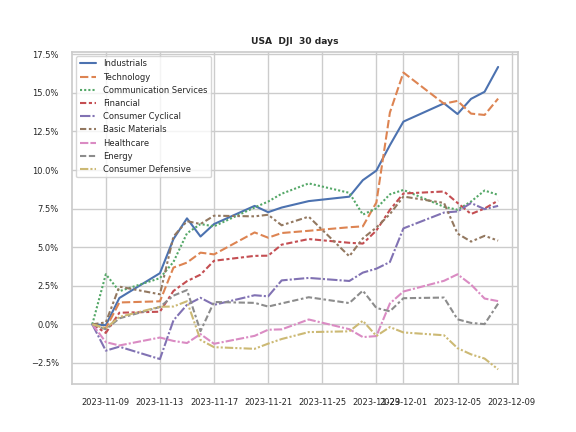 USA DJI 30 days
17.5%
15.0%
12.5%
10.0%
7.5%
5.0%
2.5%
0.0%
−2.5%
Industrials
Technology
Communication Services
Financial
Consumer Cyclical
Basic Materials
Healthcare
Energy
Consumer Defensive
2023-11-09 2023-11-13 2023-11-17 2023-11-21 2023-11-25 2023-11-29 2023-12-01 2023-12-05 2023-12-09